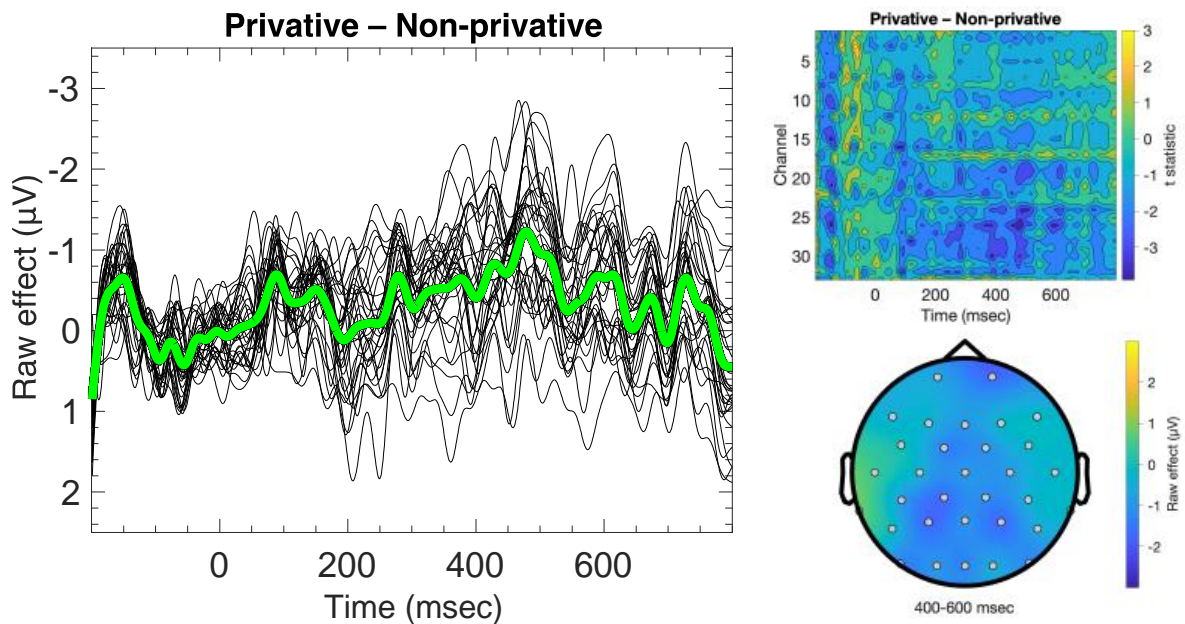 Privative – Non-privative
-3
-2
-1
0
1
2
Raw effect (µV)
0 200 400 600
Time (msec)
Privative – Non-privative
5
10
15
20
25
30
Channel
0 200 400 600
Time (msec)
3
2
1
0
-1
-2
-3
t statistic
2
1
0
-1
-2
Raw effect (µV)
400-600 msec